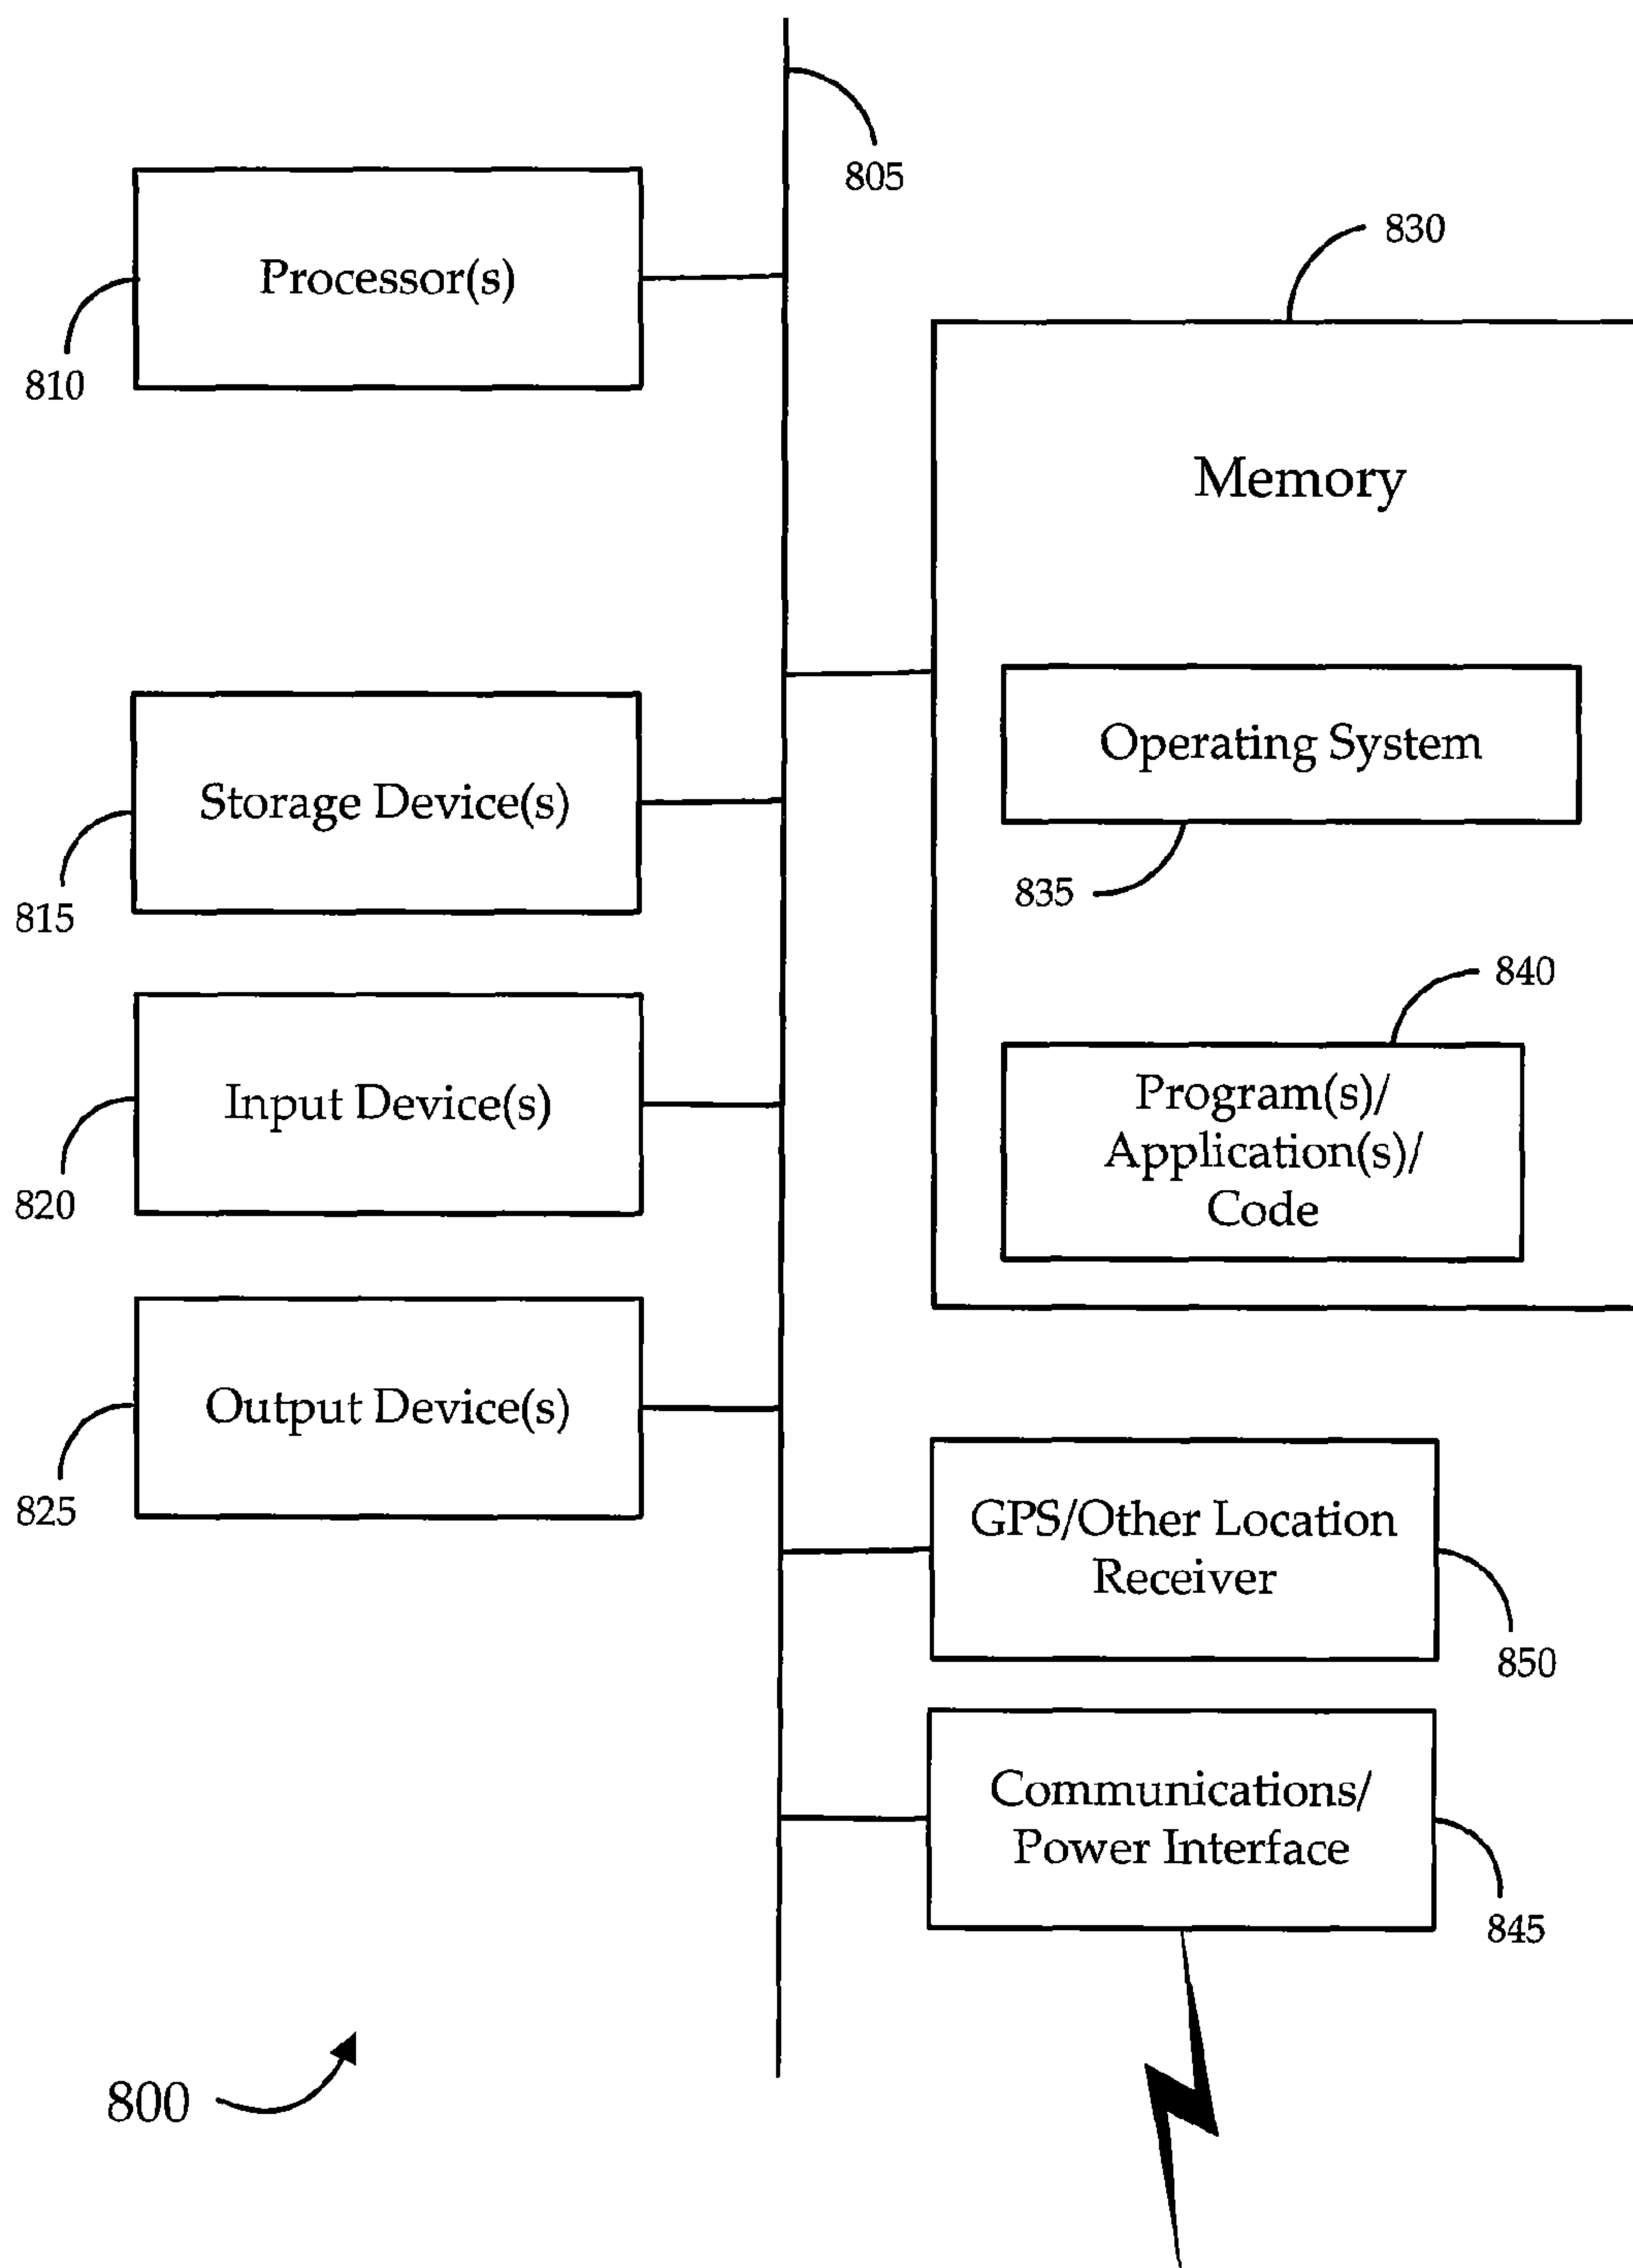 805
830
Processor(s)
810
Memory
Operating System
Storage Device(s)
835
815
840
Program(s)/
Application(s)/
Code
Input Device(s)
820
Output Device(s)
825
GPS/Other Location
Receiver
850
Communications/
Power Interface
845
800